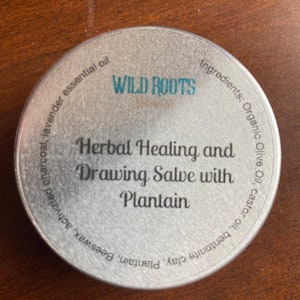 WILD ROOTS
Herbal Healing and
Drawing Salve with
Plantain
Ingredients: Organic Olive Oil, castor oil, bentonite clay, Plantain, Beeswax, activated charcoal, lavender essential oil